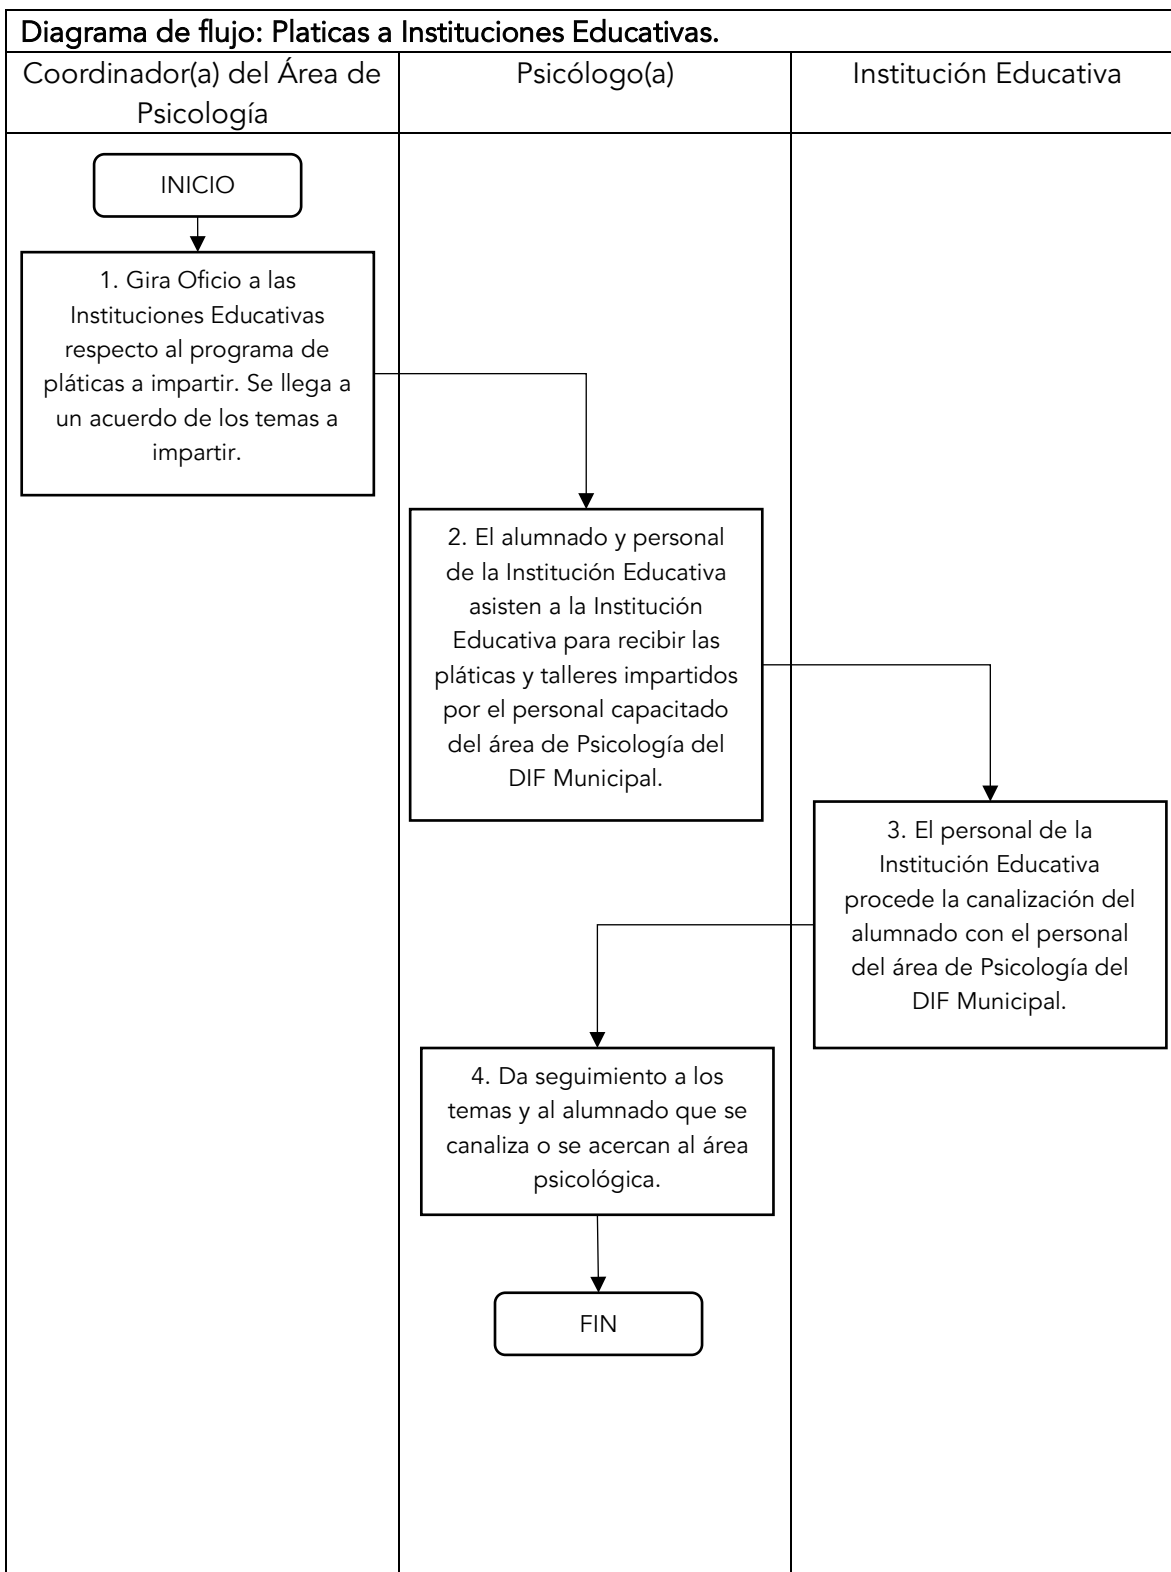 Diagrama de flujo: Platicas a Instituciones Educativas.
Coordinador(a) del Área de
Psicología
Psicólogo(a)
Institución Educativa
INICIO
1. Gira Oficio a las
Instituciones Educativas
respecto al programa de
pláticas a impartir. Se llega a
un acuerdo de los temas a
impartir.
2. El alumnado y personal
de la Institución Educativa
asisten a la Institución
Educativa para recibir las
pláticas y talleres impartidos
por el personal capacitado
del área de Psicología del
DIF Municipal.
3. El personal de la
Institución Educativa
procede la canalización del
alumnado con el personal
del área de Psicología del
DIF Municipal.
4. Da seguimiento a los
temas y al alumnado que se
canaliza o se acercan al área
psicológica.
FIN